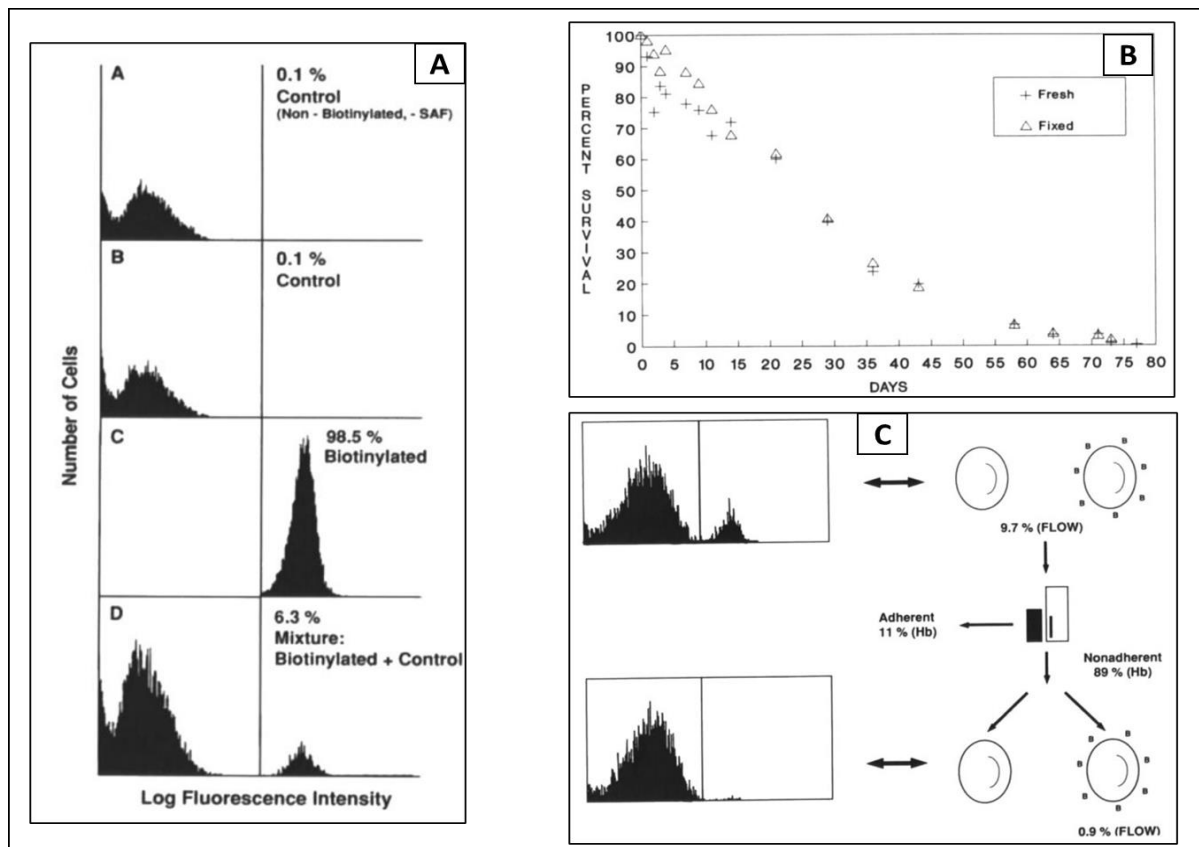 A
A
0.1 %
Control
(Non - Biotinylated, - SAF)
B
0.1 %
Control
C
98.5 %
Biotinylated
D
6.3 %
Mixture:
Biotinylated + Control
Number of Cells
Log Fluorescence Intensity
B
PERCENT SURVIVAL
100
90
80
70
60
50
40
30
20
10
0
Fresh
Fixed
0 5 10 15 20 25 30 35 40 45 50 55 60 65 70 75 80
DAYS
C
B
B
B
B
B
B
9.7 % (FLOW)
Adherent
11 % (Hb)
Nonadherent
89 % (Hb)
B
B
B
B
B
B
B
0.9 % (FLOW)